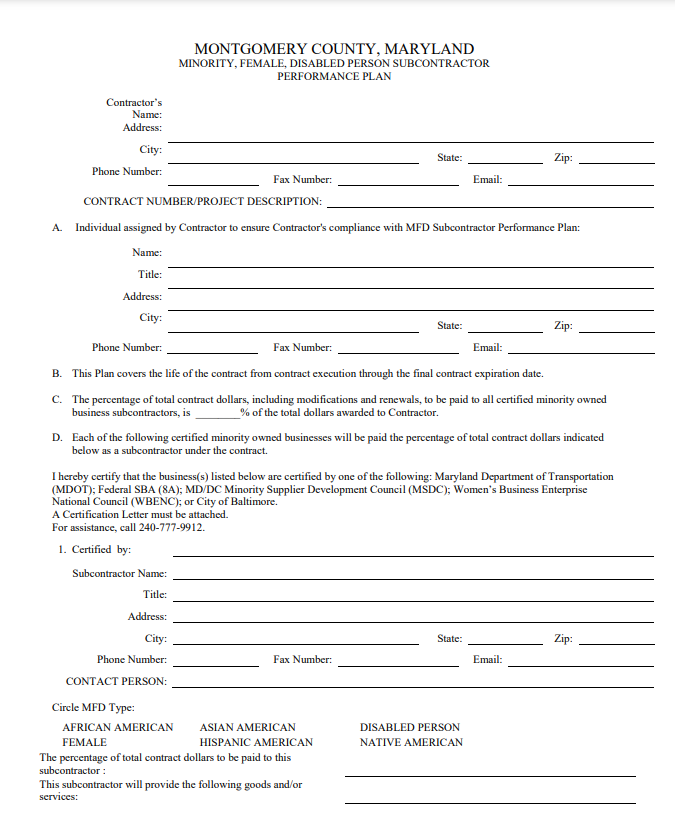 MONTGOMERY COUNTY, MARYLAND
MINORITY, FEMALE, DISABLED PERSON SUBCONTRACTOR
PERFORMANCE PLAN
Contractor's
Name:
Address:
City:
State: Zip:
Phone Number:
Fax Number: Email:
CONTRACT NUMBER/PROJECT DESCRIPTION:
A. Individual assigned by Contractor to ensure Contractor's compliance with MFD Subcontractor Performance Plan:
Name:
Title:
Address:
City:
State: Zip:
Phone Number: Fax Number: Email:
B. This Plan covers the life of the contract from contract execution through the final contract expiration date.
C. The percentage of total contract dollars, including modifications and renewals, to be paid to all certified minority owned
business subcontractors, is ________% of the total dollars awarded to Contractor.
D. Each of the following certified minority owned businesses will be paid the percentage of total contract dollars indicated
below as a subcontractor under the contract.
I hereby certify that the business(s) listed below are certified by one of the following: Maryland Department of Transportation
(MDOT); Federal SBA (8A); MD/DC Minority Supplier Development Council (MSDC); Women's Business Enterprise
National Council (WBENC); or City of Baltimore.
A Certification Letter must be attached.
For assistance, call 240-777-9912.
1. Certified by:
Subcontractor Name:
Title:
Address:
City: State: Zip:
Phone Number: Fax Number: Email:
CONTACT PERSON:
Circle MFD Type:
AFRICAN AMERICAN ASIAN AMERICAN DISABLED PERSON
FEMALE HISPANIC AMERICAN NATIVE AMERICAN
The percentage of total contract dollars to be paid to this
subcontractor :
This subcontractor will provide the following goods and/or
services: